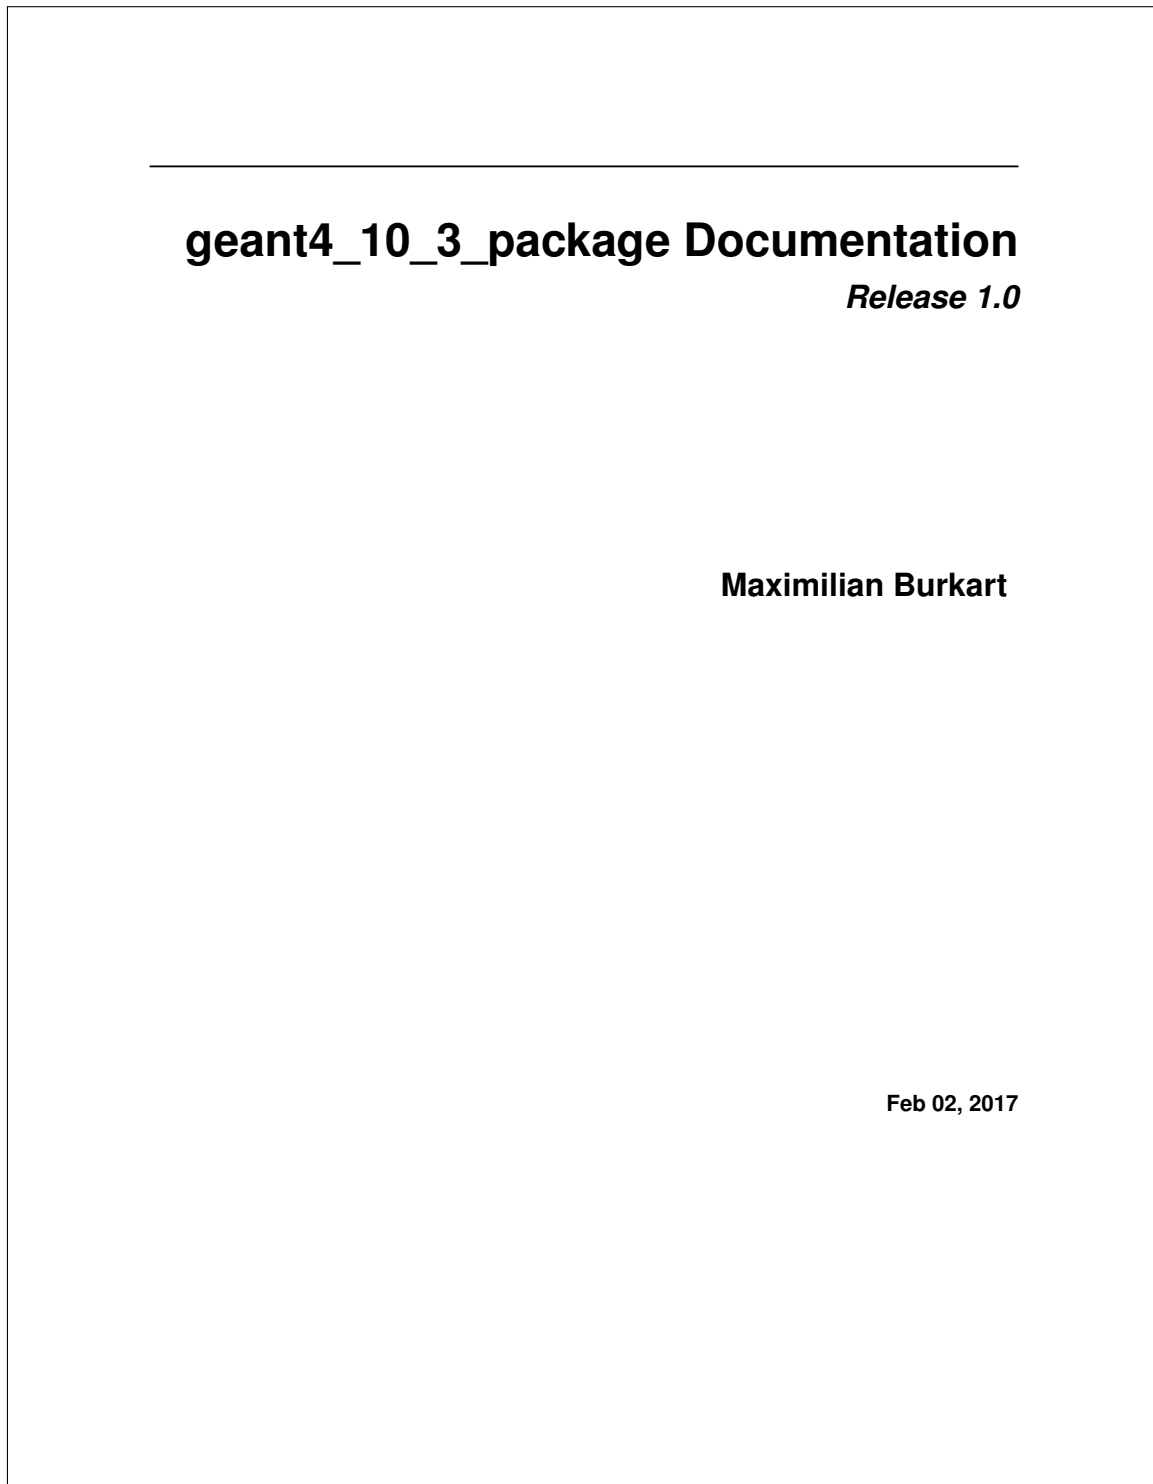 geant4_10_3_package Documentation
Release 1.0
Maximilian Burkart
Feb 02, 2017